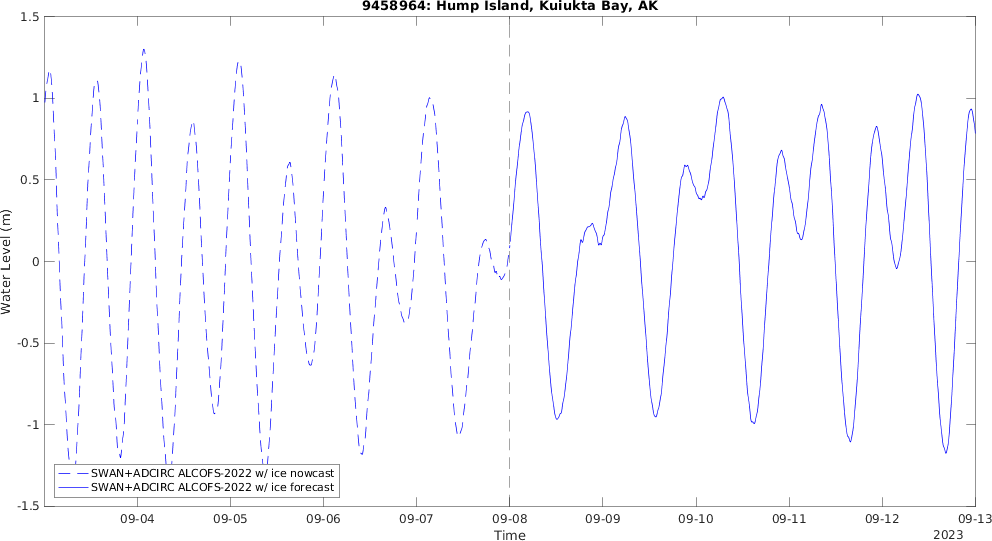 9458964: Hump Island, Kuiukta Bay, AK
1.5
1
0.5
0
-0.5
-1
-1.5
Water Level (m)
SWAN+ADCIRC ALCOFS-2022 w/ ice nowcast
SWAN+ADCIRC ALCOFS-2022 w/ ice forecast
09-04 09-05 09-06 09-07 09-08 09-09 09-10 09-11 09-12 09-13
Time
2023